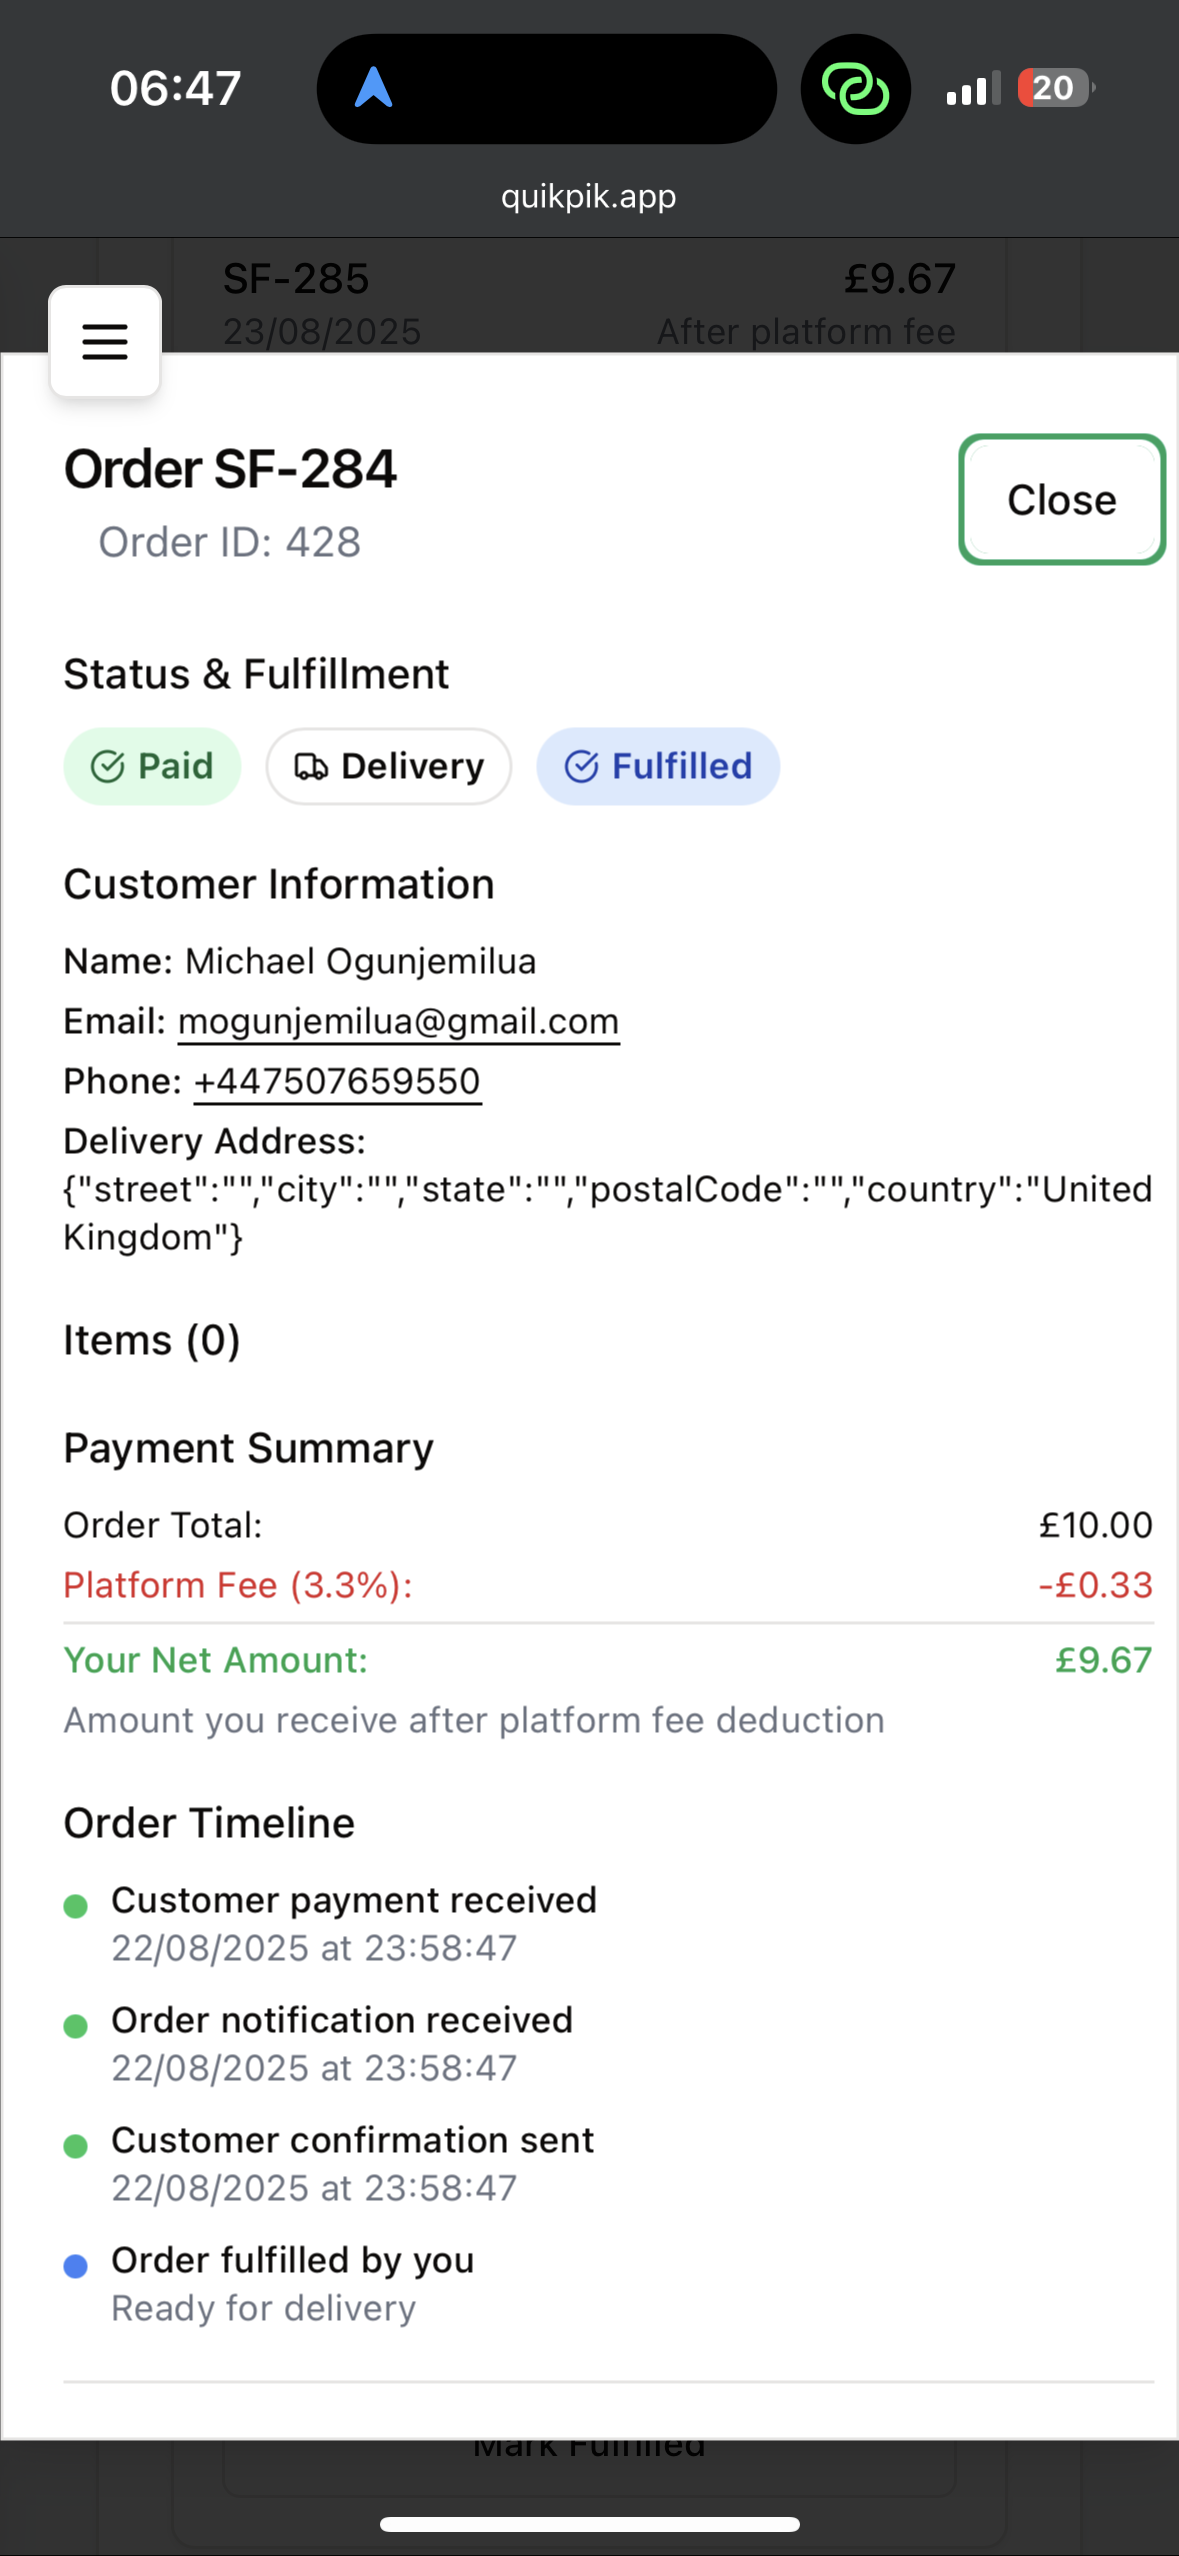 06:47
20
quikpik.app
SF-285 £9.67
23/08/2025 After platform fee
Order SF-284
Close
Order ID: 428
Status & Fulfillment
Paid Delivery Fulfilled
Customer Information
Name: Michael Ogunjemilua
Email: mogunjemilua@gmail.com
Phone: +447507659550
Delivery Address:
{"street":"","city":"","state":"","postalCode":"","country":"United
Kingdom"}
Items (0)
Payment Summary
Order Total: £10.00
Platform Fee (3.3%): -£0.33
Your Net Amount: £9.67
Amount you receive after platform fee deduction
Order Timeline
Customer payment received
22/08/2025 at 23:58:47
Order notification received
22/08/2025 at 23:58:47
Customer confirmation sent
22/08/2025 at 23:58:47
Order fulfilled by you
Ready for delivery
Mark Fulfilled